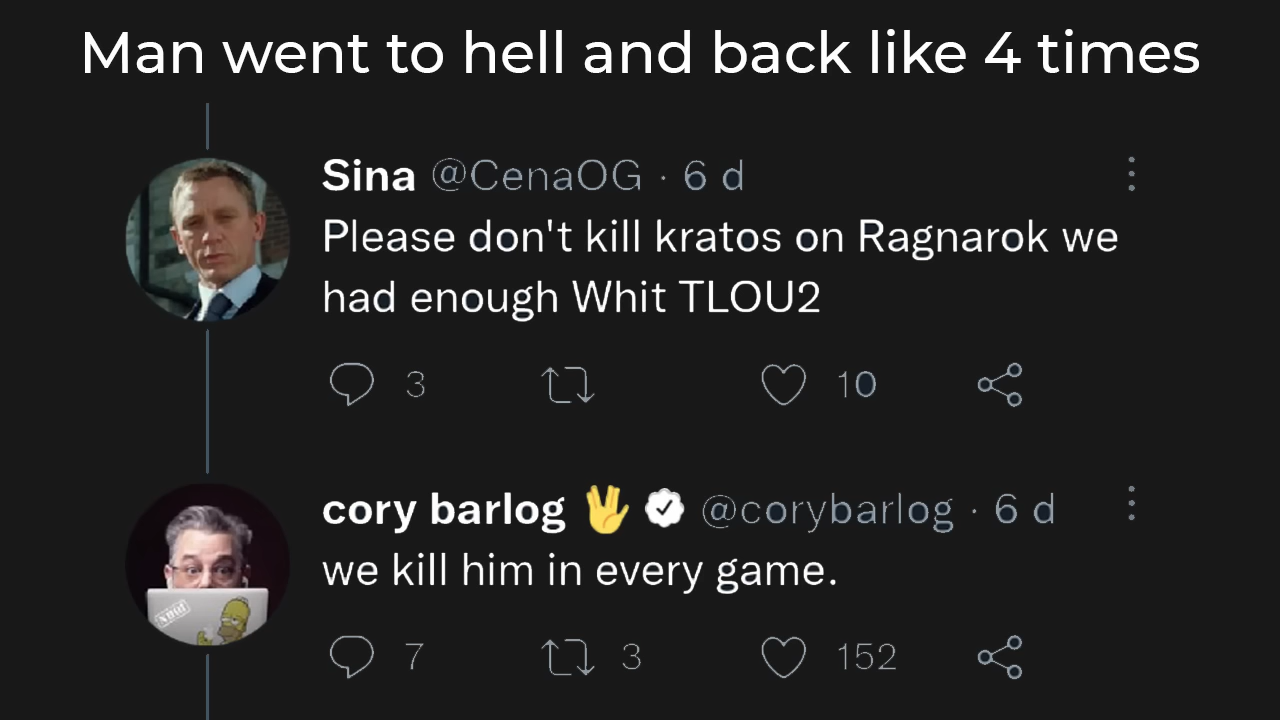 Man went to hell and back like 4 times
Sina @CenaOG · 6 d
Please don't kill kratos on Ragnarok we
had enough Whit TLOU2
3 10
cory barlog 🖖 @corybarlog · 6 d
we kill him in every game.
7 3 152